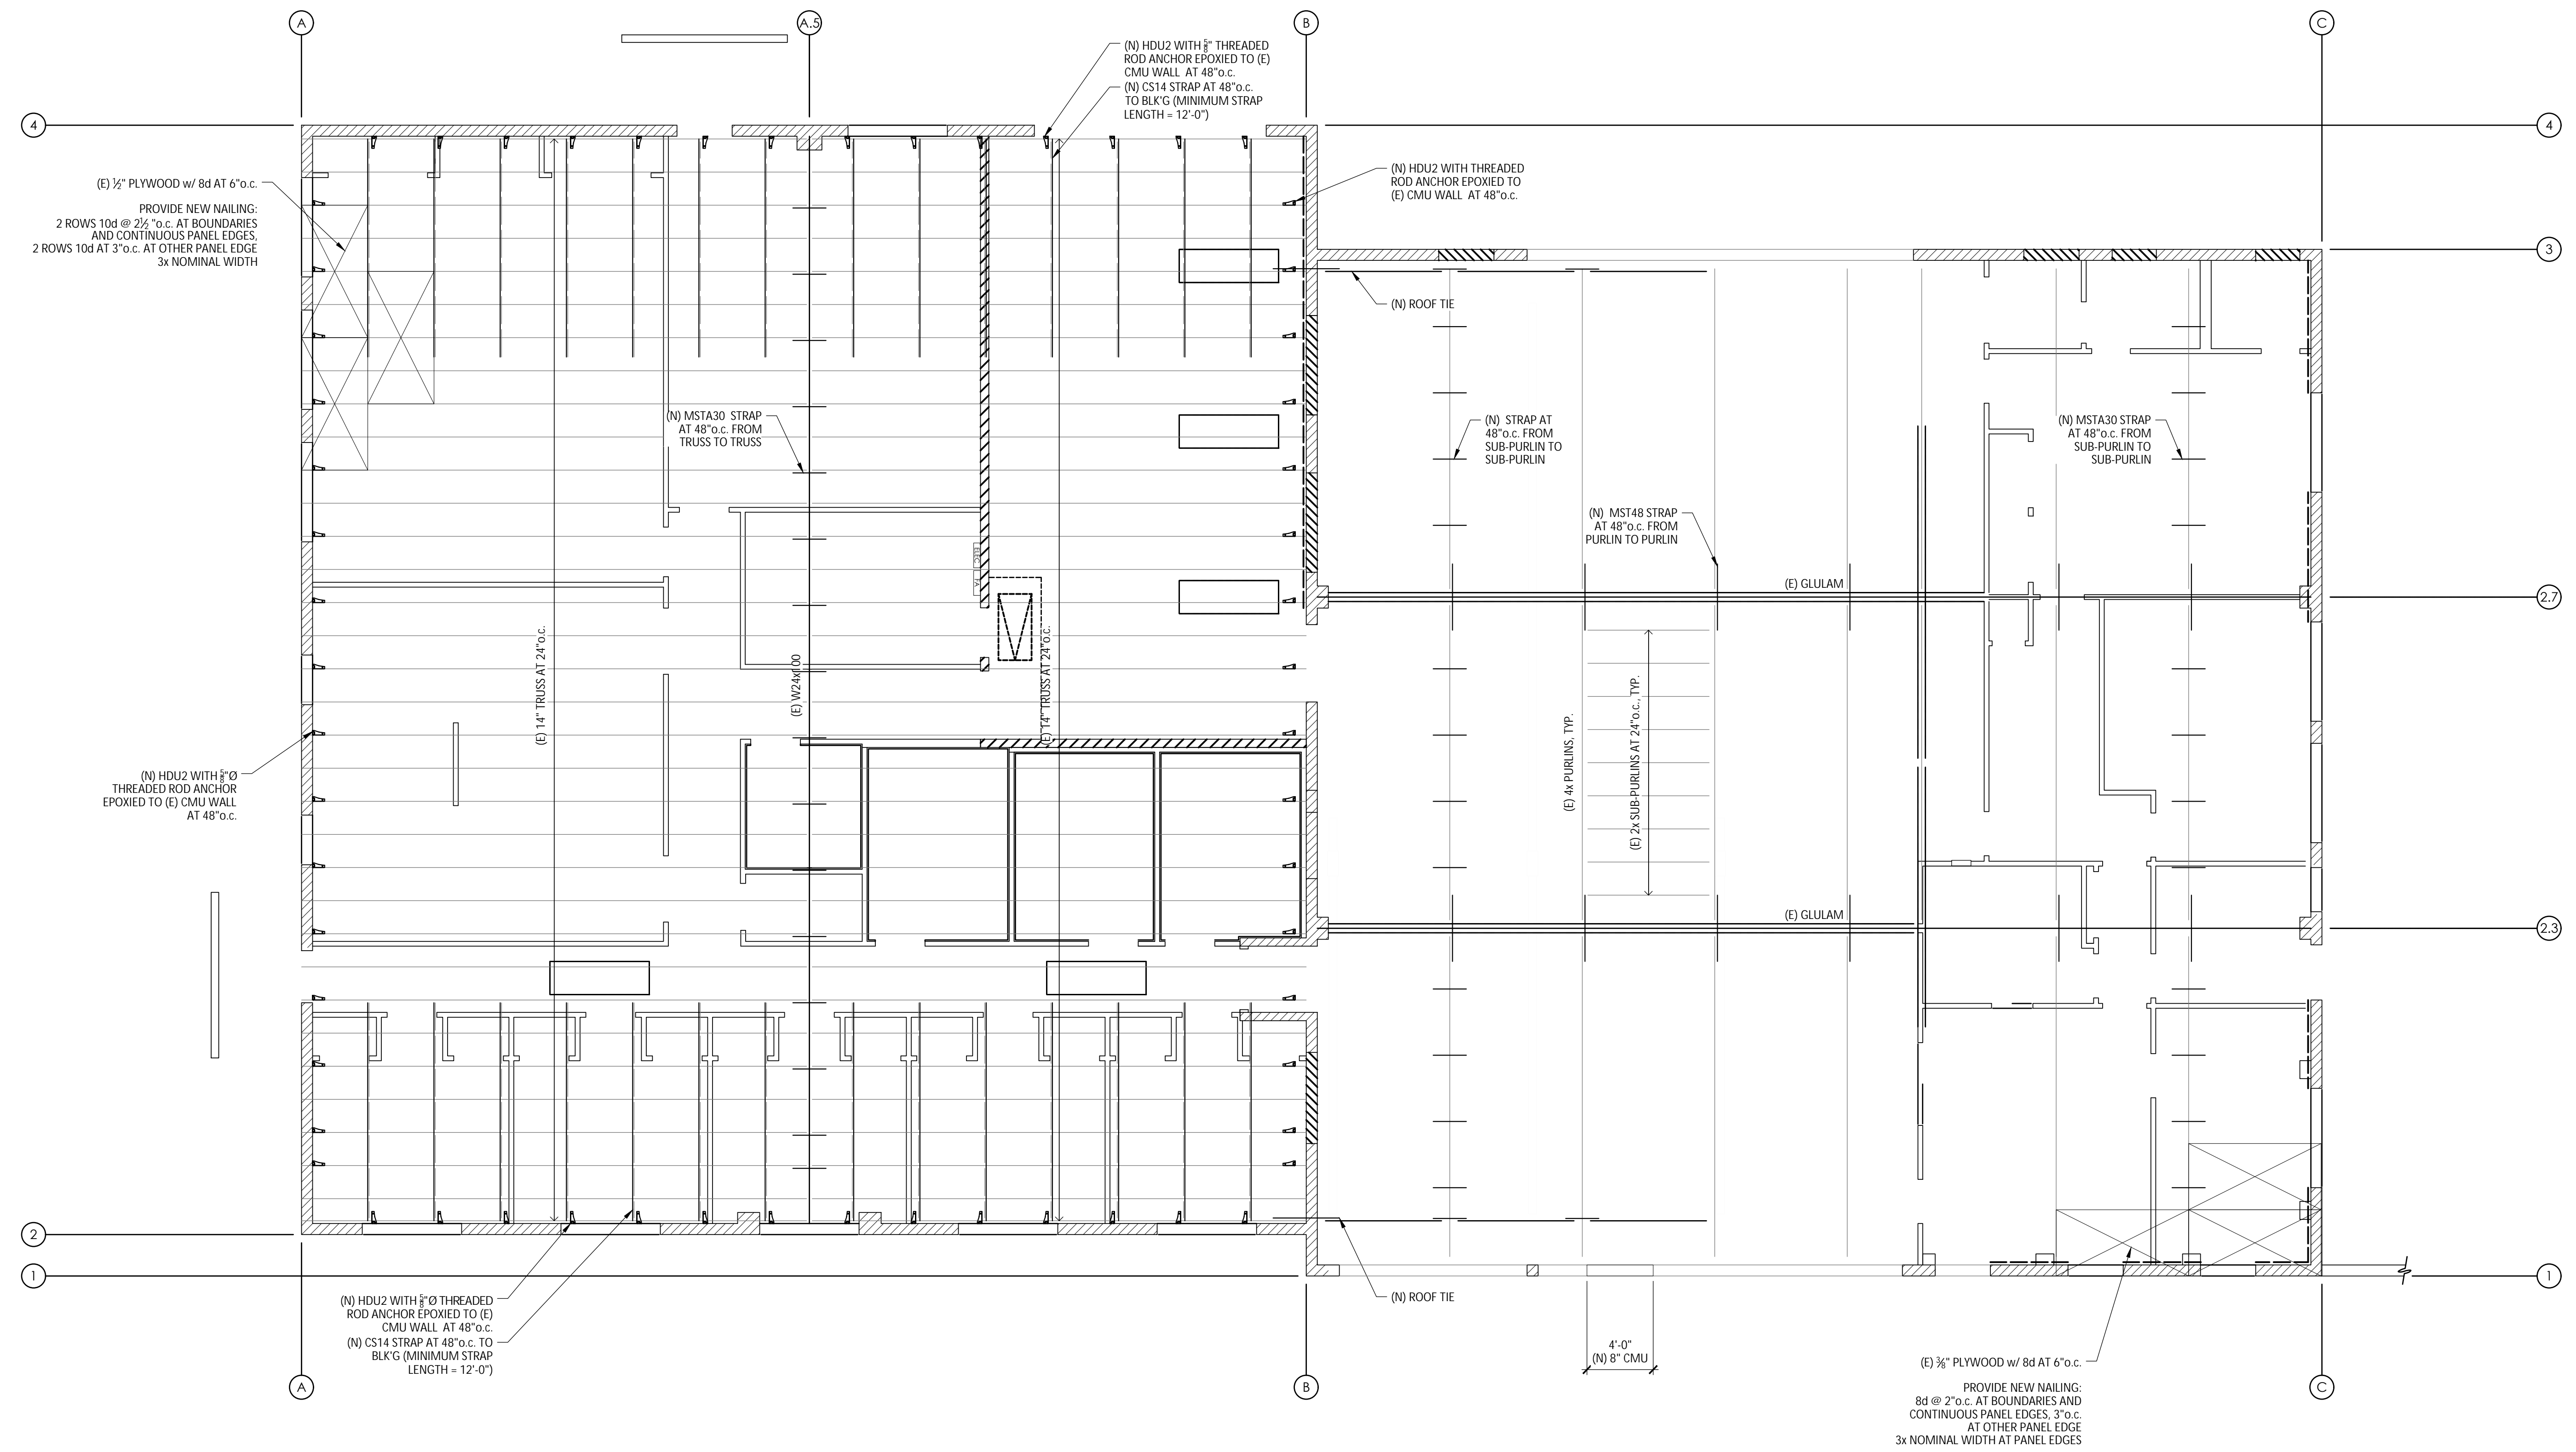 A
A.5
B
C
(N) HDU2 WITH 5/8" THREADED
ROD ANCHOR EPOXIED TO (E)
CMU WALL AT 48"o.c.
(N) CS14 STRAP AT 48"o.c.
TO BLK'G (MINIMUM STRAP
LENGTH = 12'-0")
4
4
(E) ½" PLYWOOD w/ 8d AT 6"o.c.
PROVIDE NEW NAILING:
2 ROWS 10d @ 2½ "o.c. AT BOUNDARIES
AND CONTINUOUS PANEL EDGES,
2 ROWS 10d AT 3"o.c. AT OTHER PANEL EDGE
3x NOMINAL WIDTH
(N) HDU2 WITH THREADED
ROD ANCHOR EPOXIED TO
(E) CMU WALL AT 48"o.c.
3
(N) ROOF TIE
(N) MSTA30 STRAP
AT 48"o.c. FROM
TRUSS TO TRUSS
(N) STRAP AT
48"o.c. FROM
SUB-PURLIN TO
SUB-PURLIN
(N) MSTA30 STRAP
AT 48"o.c. FROM
SUB-PURLIN TO
SUB-PURLIN
(N) MST48 STRAP
AT 48"o.c. FROM
PURLIN TO PURLIN
ELEC
FA
(E) GLULAM
2.7
(E) 14" TRUSS AT 24"o.c.
(E) W24x100
(E) 14" TRUSS AT 24"o.c.
(E) 4x PURLINS, TYP.
(E) 2x SUB-PURLINS AT 24"o.c., TYP.
(N) HDU2 WITH 5/8"Ø
THREADED ROD ANCHOR
EPOXIED TO (E) CMU WALL
AT 48"o.c.
(E) GLULAM
2.3
2
1
1
(N) HDU2 WITH 5/8"Ø THREADED
ROD ANCHOR EPOXIED TO (E)
CMU WALL AT 48"o.c.
(N) CS14 STRAP AT 48"o.c. TO
BLK'G (MINIMUM STRAP
LENGTH = 12'-0")
(N) ROOF TIE
4'-0"
(N) 8" CMU
(E) ⅜" PLYWOOD w/ 8d AT 6"o.c.
PROVIDE NEW NAILING:
8d @ 2"o.c. AT BOUNDARIES AND
CONTINUOUS PANEL EDGES, 3"o.c.
AT OTHER PANEL EDGE
3x NOMINAL WIDTH AT PANEL EDGES
A
B
C